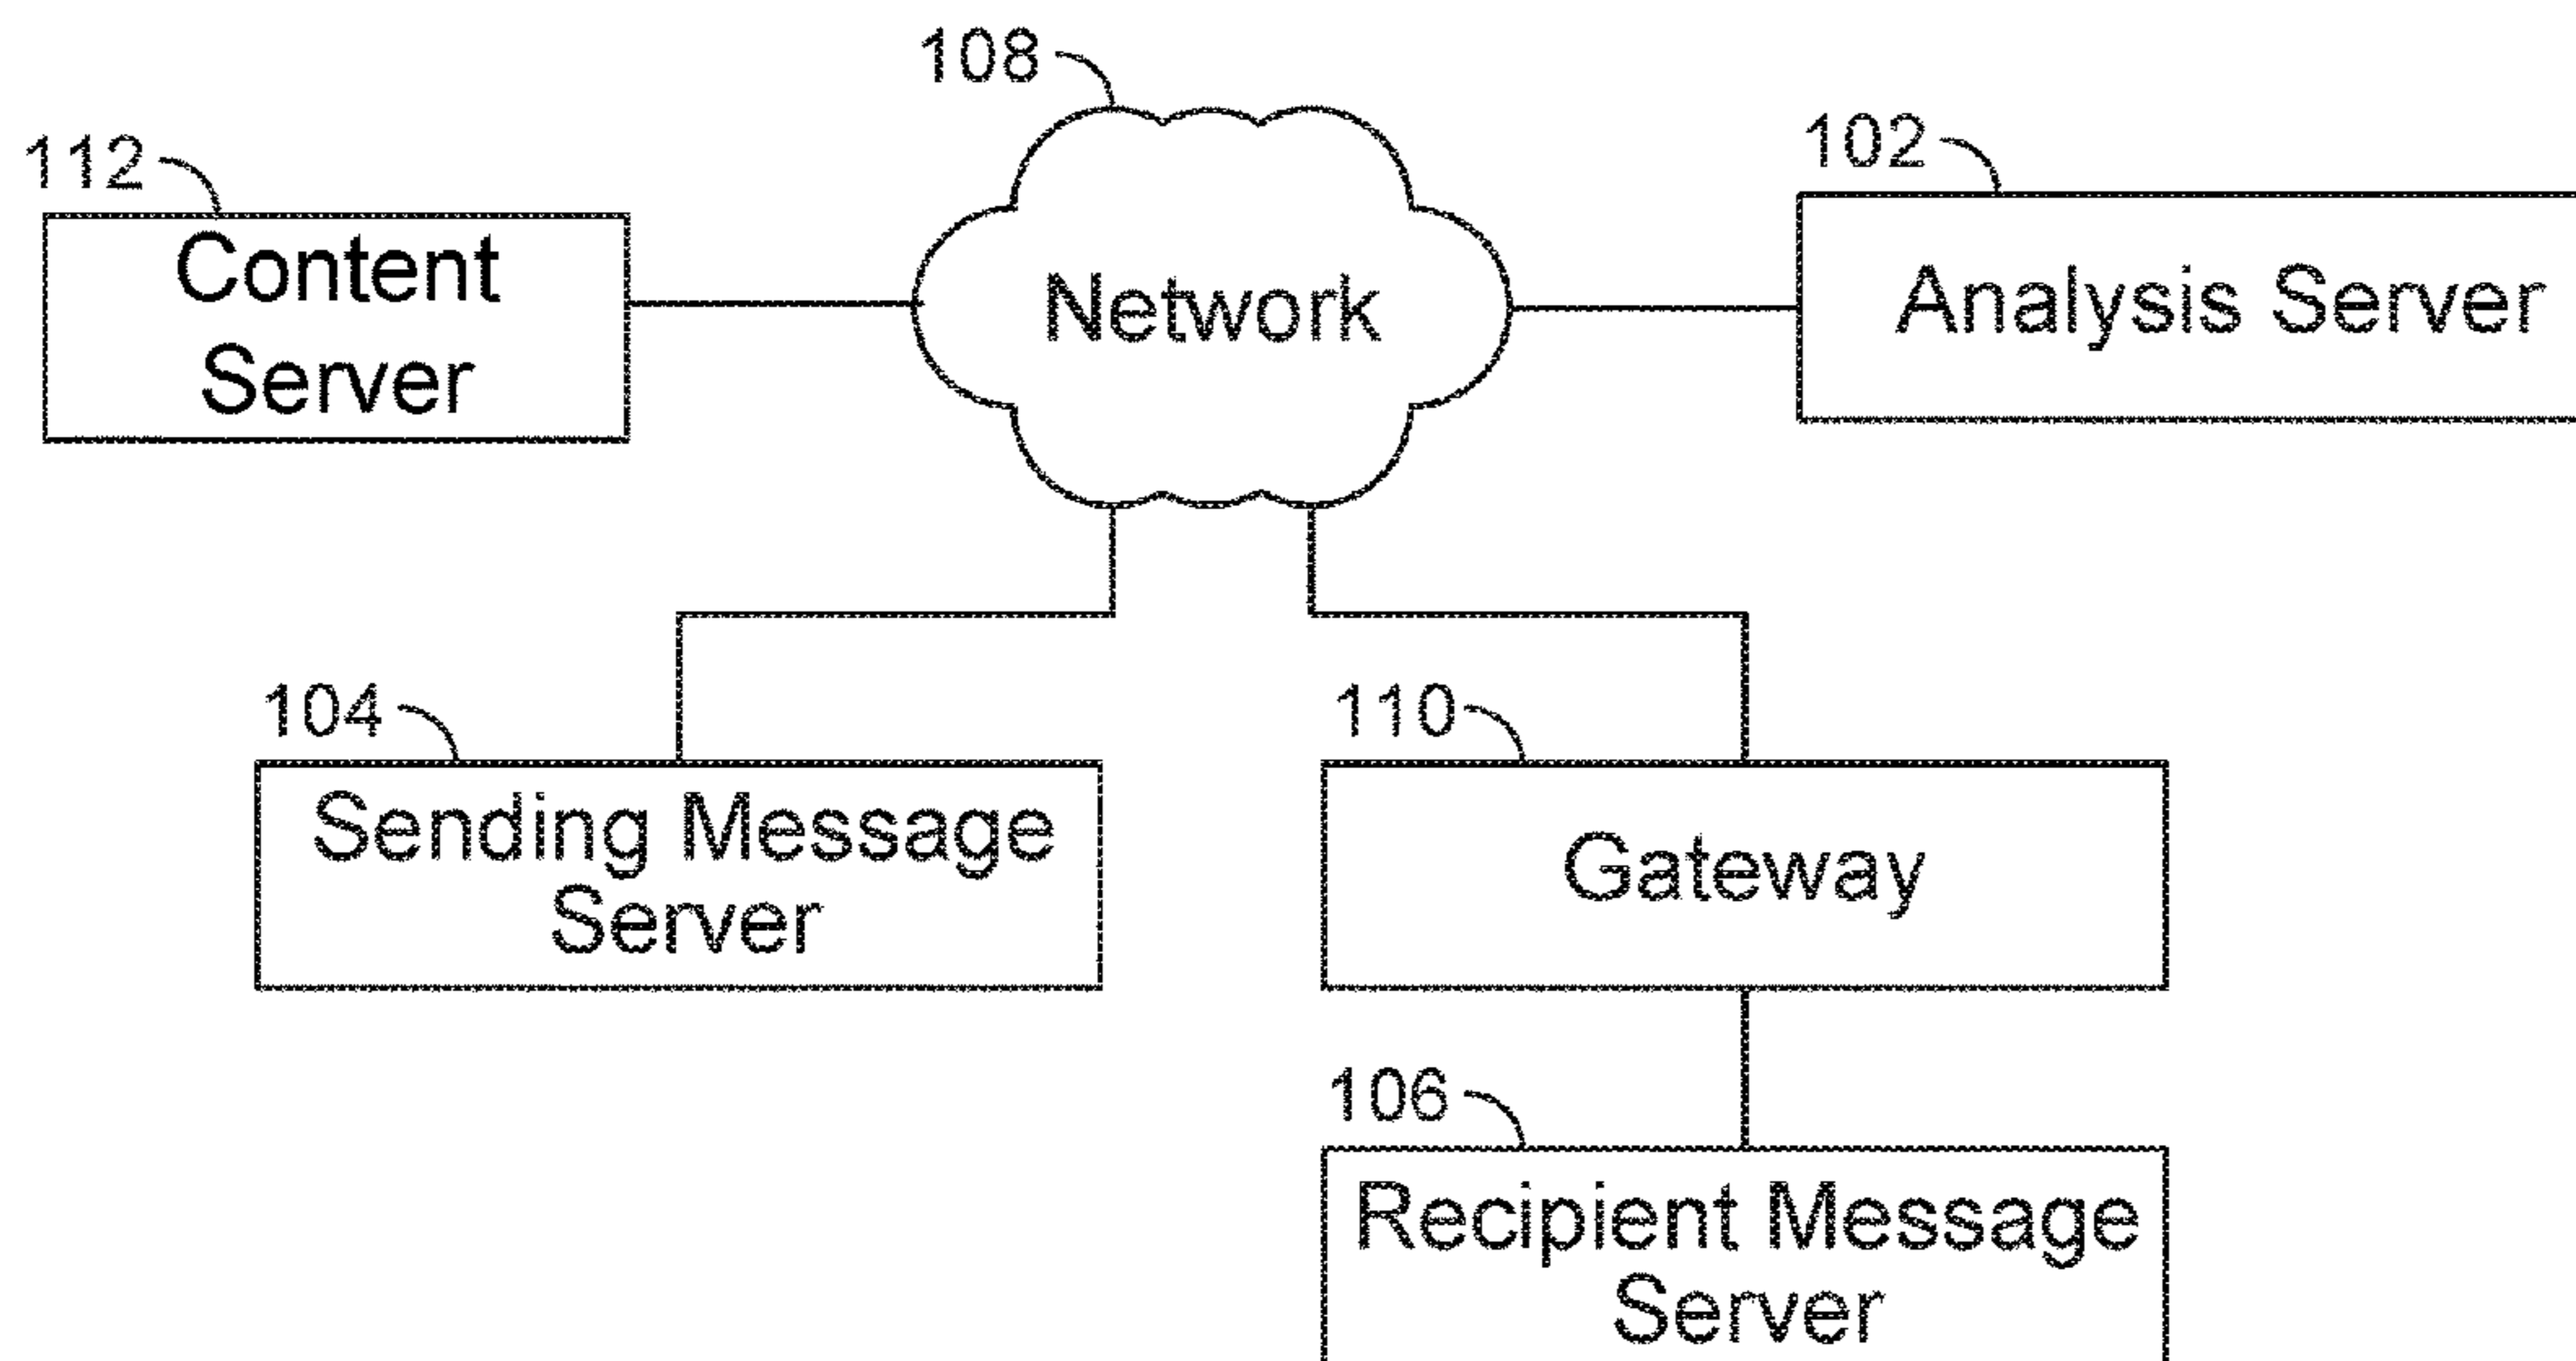 108
112
102
Content
Server
Network
Analysis Server
104
110
Sending Message
Server
Gateway
106
Recipient Message
Server